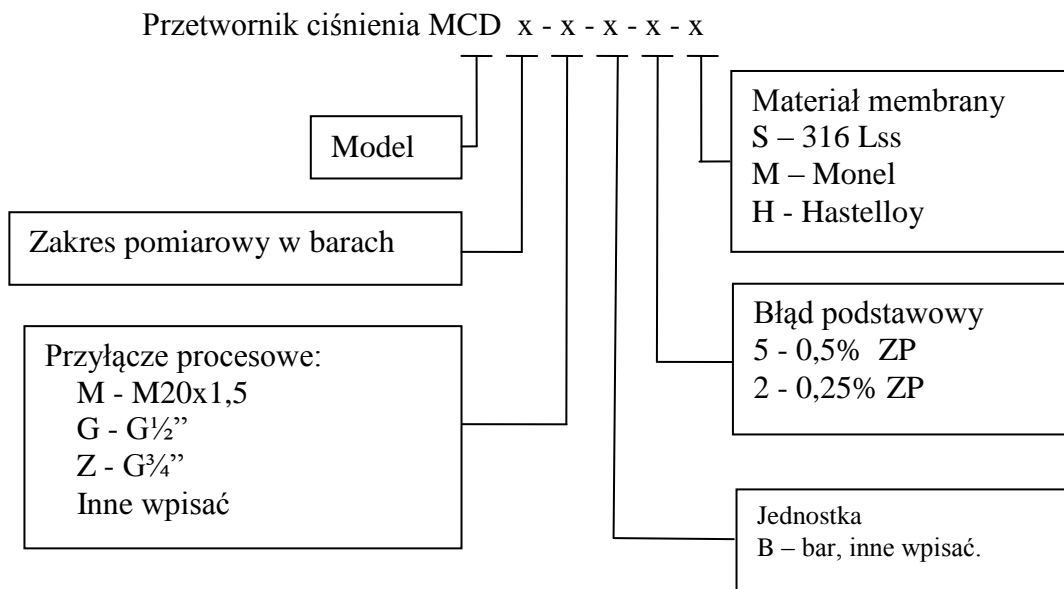 Przetwornik ciśnienia MCD x - x - x - x - x
Model
Zakres pomiarowy w barach
Przyłącze procesowe:
M - M20x1,5
G - G½”
Z - G¾”
Inne wpisać
Materiał membrany
S – 316 Lss
M – Monel
H - Hastelloy
Błąd podstawowy
5 - 0,5% ZP
2 - 0,25% ZP
Jednostka
B – bar, inne wpisać.